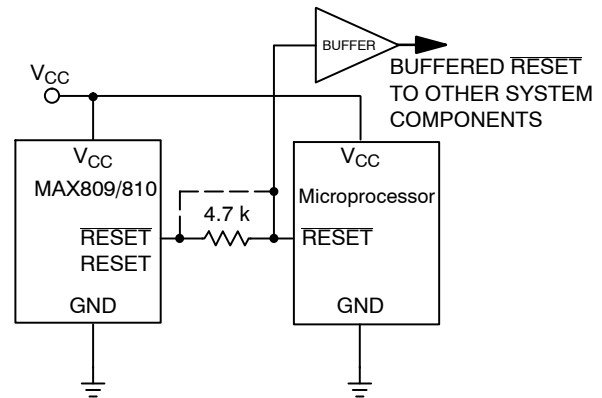 BUFFER
BUFFERED RESET
TO OTHER SYSTEM
COMPONENTS
VCC
VCC
MAX809/810
RESET
RESET
GND
4.7 k
VCC
Microprocessor
RESET
GND